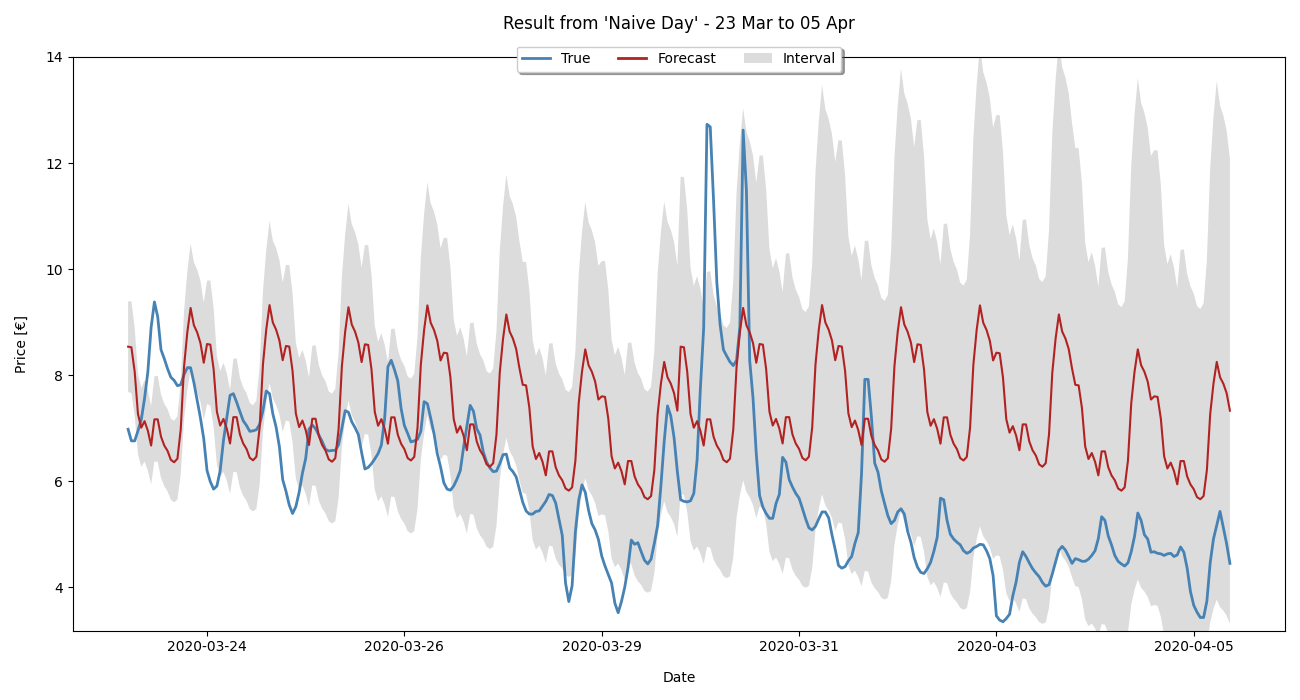 Result from 'Naive Day' - 23 Mar to 05 Apr
True Forecast Interval
14
12
10
8
6
4
Price [€]
2020-03-24 2020-03-26 2020-03-29 2020-03-31 2020-04-03 2020-04-05
Date